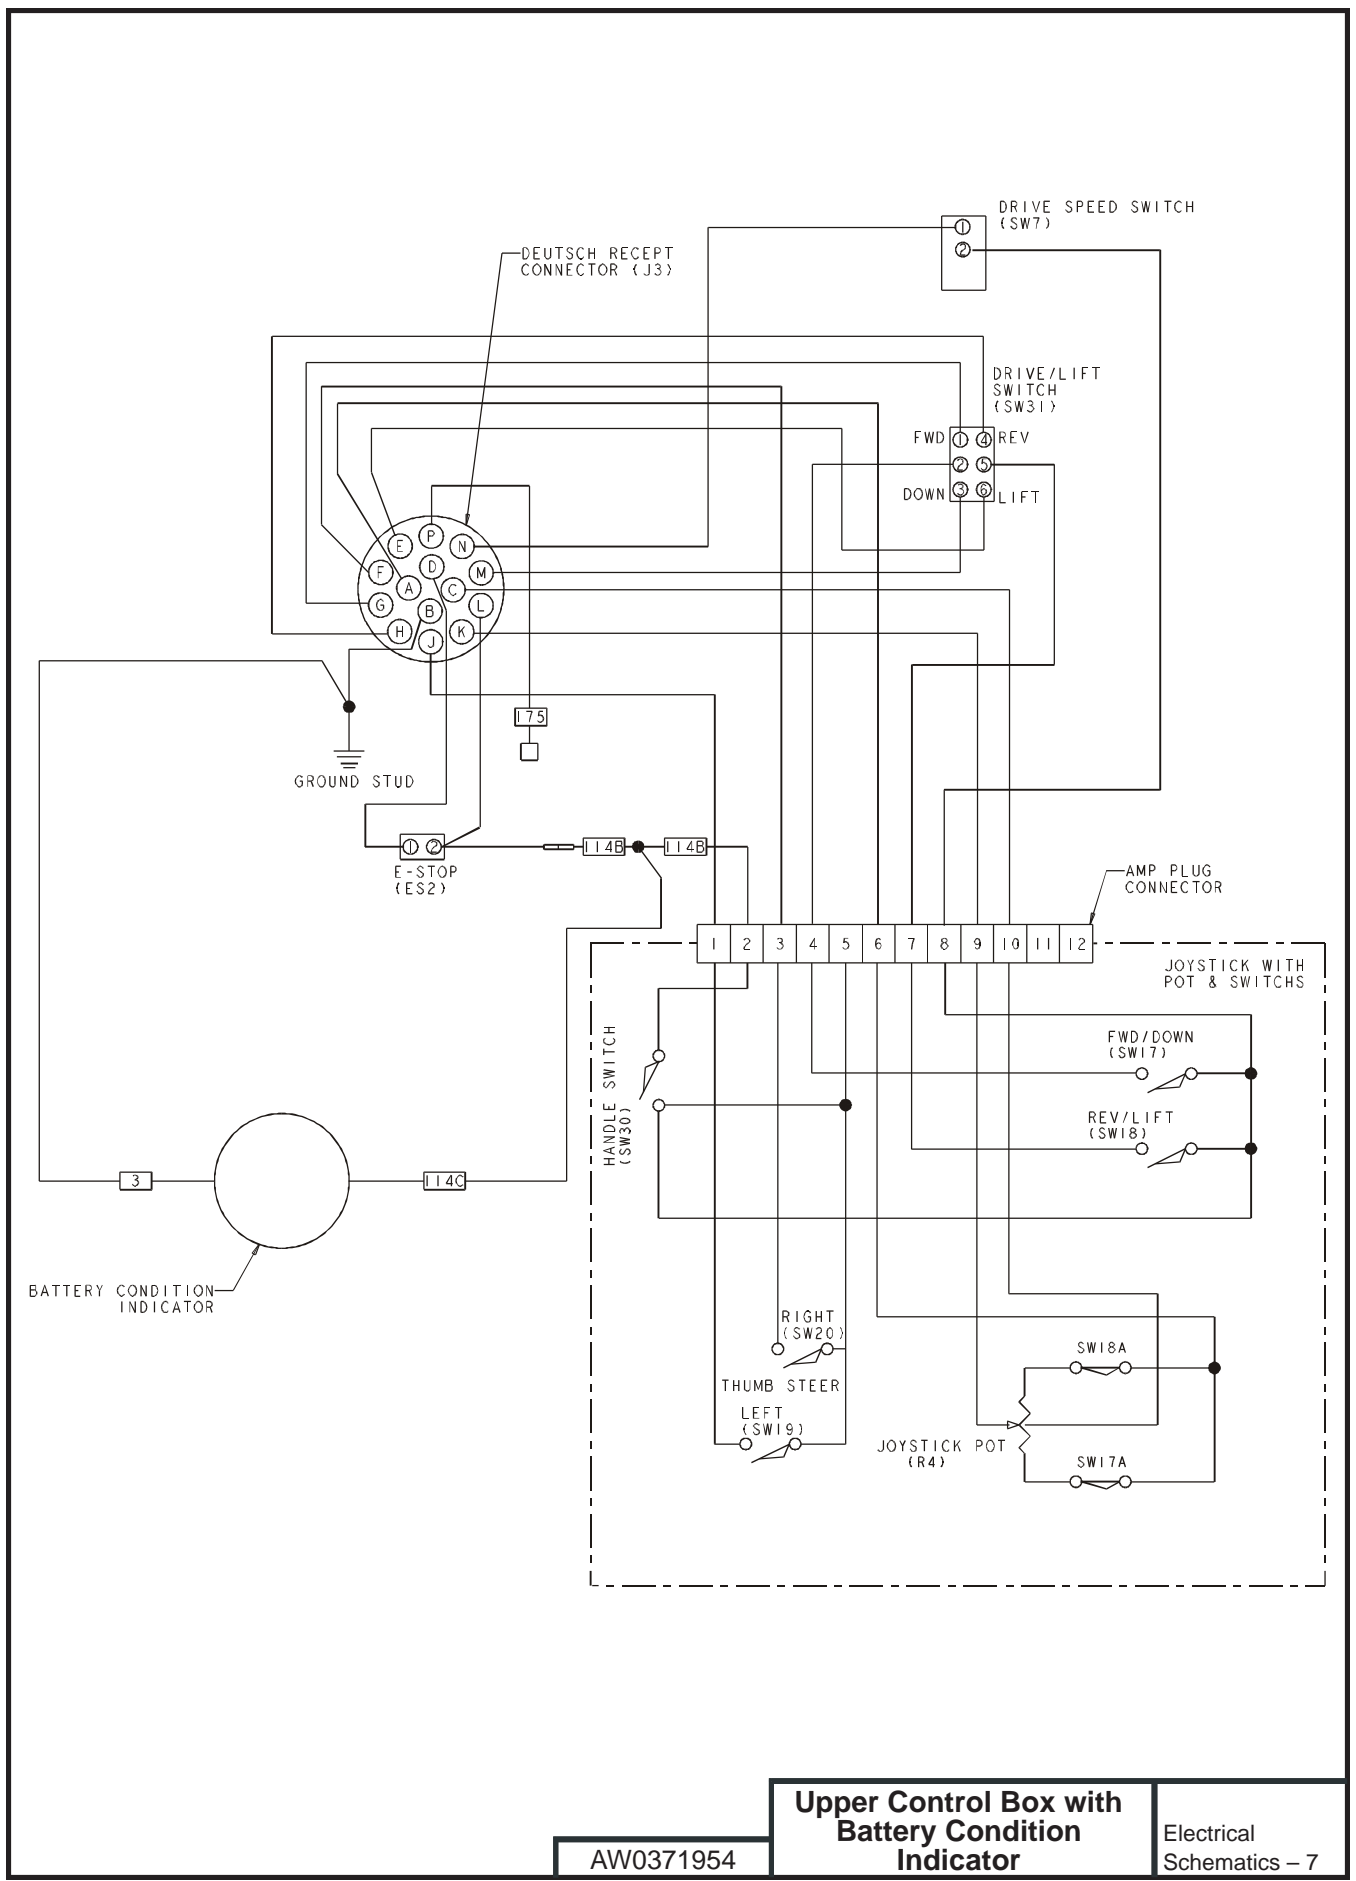 DRIVE SPEED SWITCH
(SW7)
1
2
DEUTSCH RECEPT
CONNECTOR (J3)
DRIVE/LIFT
SWITCH
(SW31)
FWD 1 4 REV
2 5
DOWN 3 6 LIFT
P
E N
F D M
A C
G B L
H K
J
175
GROUND STUD
1 2
E-STOP
(ES2)
114B 114B
AMP PLUG
CONNECTOR
1 2 3 4 5 6 7 8 9 10 11 12
JOYSTICK WITH
POT & SWITCHS
HANDLE SWITCH
(SW30)
FWD/DOWN
(SW17)
REV/LIFT
(SW18)
3
114C
BATTERY CONDITION
INDICATOR
RIGHT
(SW20)
THUMB STEER
LEFT
(SW19)
SW18A
JOYSTICK POT
(R4)
SW17A
AW0371954
Upper Control Box with
Battery Condition
Indicator
Electrical
Schematics – 7